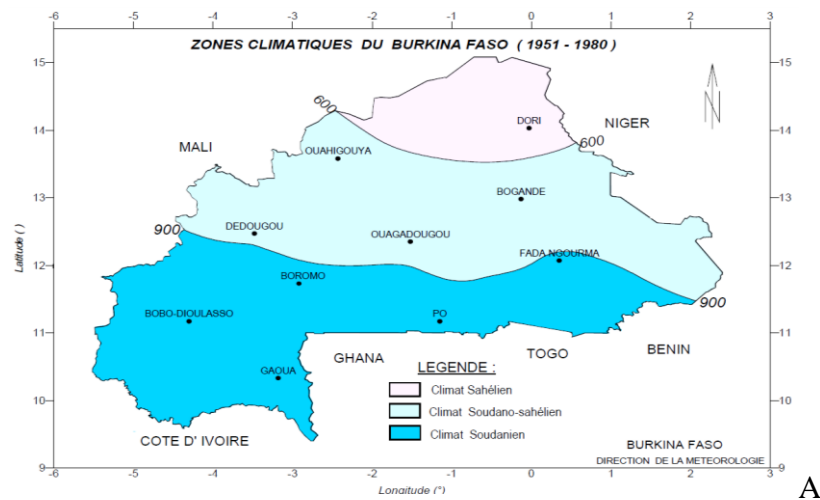 -6 -5 -4 -3 -2 -1 0 1 2 3
ZONES CLIMATIQUES DU BURKINA FASO ( 1951 - 1980 )
15 15
N
600
DORI
NIGER
14 14
600
MALI
OUAHIGOUYA
BOGANDE
13 13
900
DEDOUGOU
OUAGADOUGOU
FADA NGOURMA
Latitude ( )
12 12
BOROMO
900
BOBO-DIOULASSO
PO
11 11
GHANA
TOGO
BENIN
LEGENDE :
GAOUA
Climat Sahélien
10 10
Climat Soudano-sahélien
Climat Soudanien
COTE D' IVOIRE
BURKINA FASO
DIRECTION DE LA METEOROLOGIE
9 9
-6 -5 -4 -3 -2 -1 0 1 2 3
Longitude (°)
A